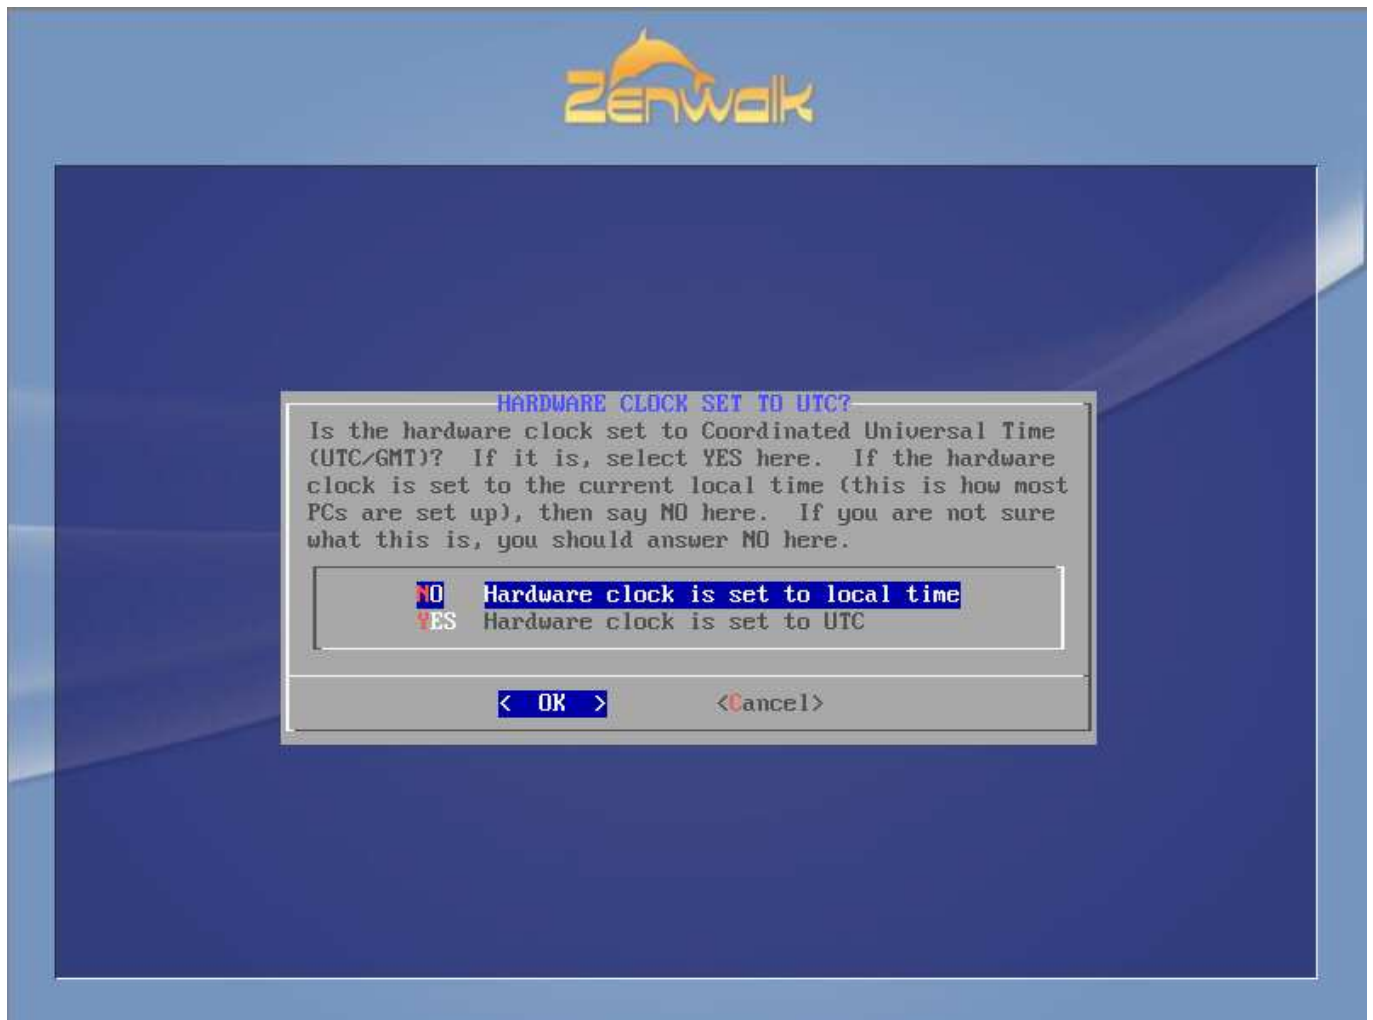 Zenwalk
HARDWARE CLOCK SET TO UTC?
Is the hardware clock set to Coordinated Universal Time
(UTC/GMT)?  If it is, select YES here.  If the hardware
clock is set to the current local time (this is how most
PCs are set up), then say NO here.  If you are not sure
what this is, you should answer NO here.
NO Hardware clock is set to local time
YES Hardware clock is set to UTC
< OK > <Cancel>